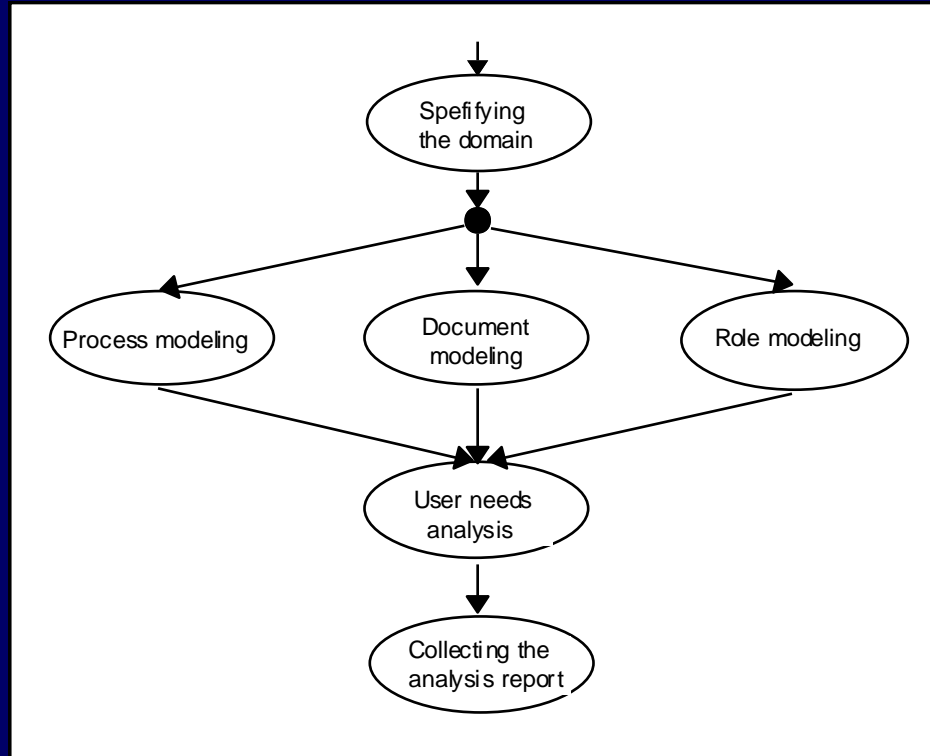 Spefifying
the domain
Process modeling
Document
modeling
Role modeling
User needs
analysis
Collecting the
analysis report